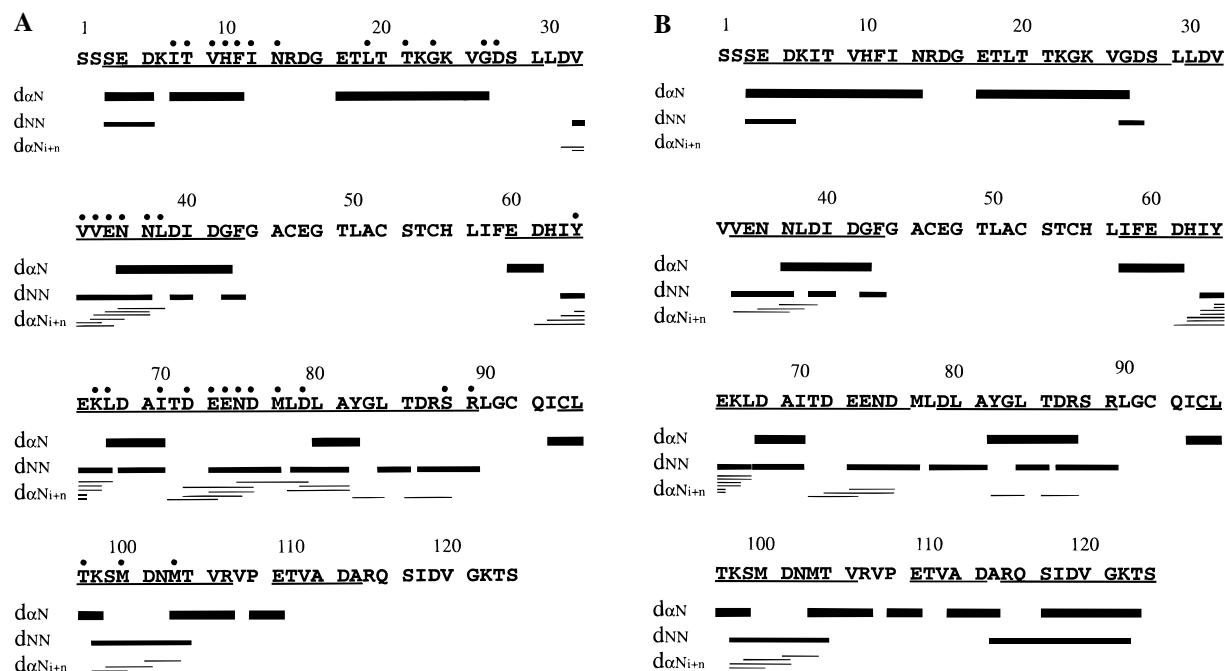 A
1 10 20 30
SSSE DKIT VHFI NRDG ETLT TKGK VGDS LLDV
dαN
dNN
dαNi+n
40 50 60
VVEN NLDI DGFG ACEG TLAC STCH LIFE DHIY
dαN
dNN
dαNi+n
70 80 90
EKLD AITD EEND MLDL AYGL TDRS RLGC QICL
dαN
dNN
dαNi+n
100 110 120
TKSM DNMT VRVP ETVA DARQ SIDV GKTS
dαN
dNN
dαNi+n
B
1 10 20 30
SSSE DKIT VHFI NRDG ETLT TKGK VGDS LLDV
dαN
dNN
dαNi+n
40 50 60
VVEN NLDI DGFG ACEG TLAC STCH LIFE DHIY
dαN
dNN
dαNi+n
70 80 90
EKLD AITD EEND MLDL AYGL TDRS RLGC QICL
dαN
dNN
dαNi+n
100 110 120
TKSM DNMT VRVP ETVA DARQ SIDV GKTS
dαN
dNN
dαNi+n